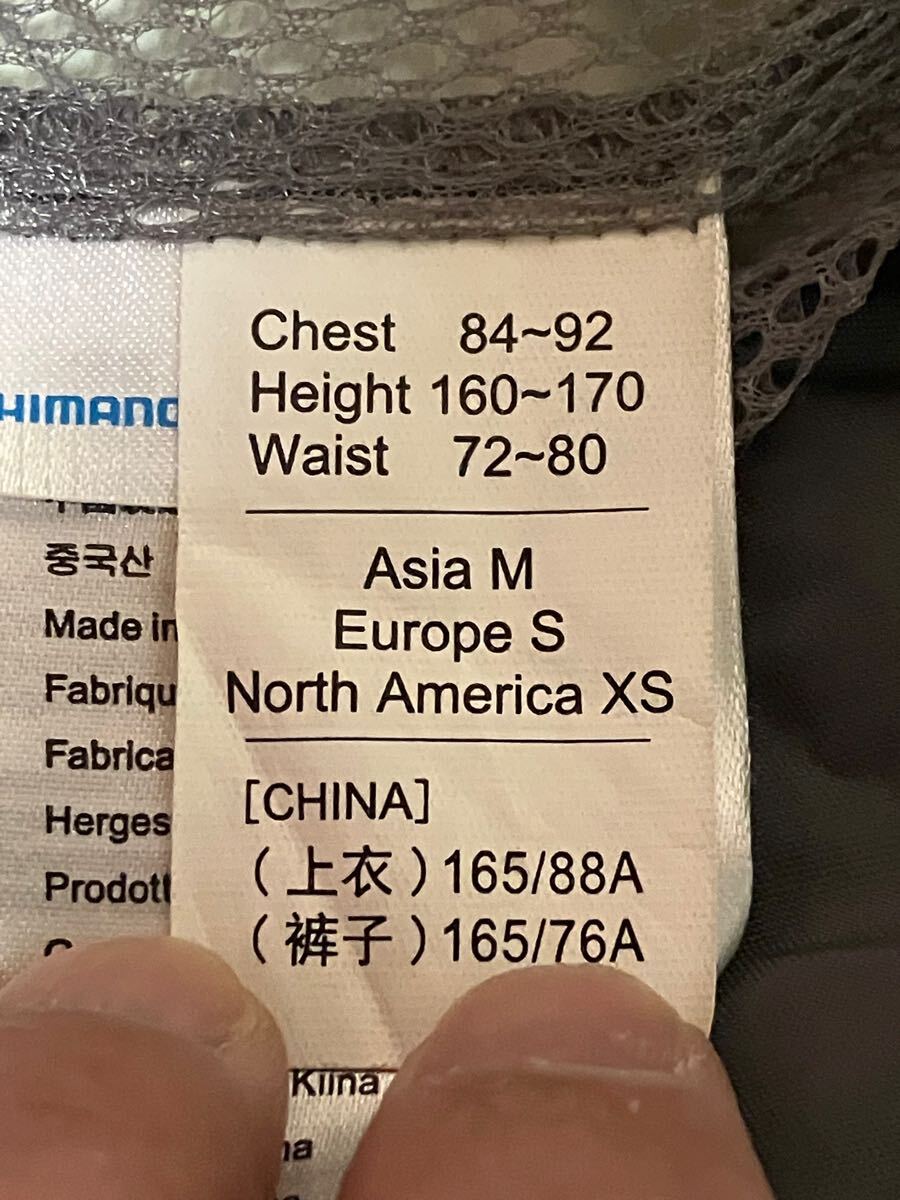 Chest 84~92
Height 160~170
Waist 72~80
Asia M
Europe S
North America XS
[CHINA]
(上衣)165/88A
(裤子)165/76A
HIMANO
중국산
Made in
Fabriqu
Fabrica
Herges
Prodott
Kiina
na